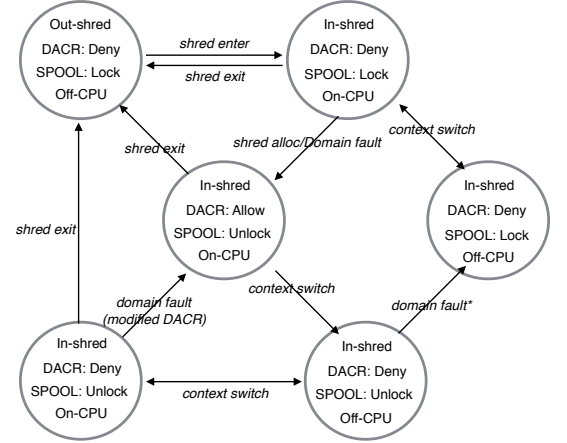 Out-shred
DACR: Deny
SPOOL: Lock
Off-CPU
shred enter
shred exit
In-shred
DACR: Deny
SPOOL: Lock
On-CPU
shred exit
shred alloc/Domain fault
context switch
In-shred
DACR: Allow
SPOOL: Unlock
On-CPU
In-shred
DACR: Deny
SPOOL: Lock
Off-CPU
shred exit
domain fault
(modified DACR)
context switch
domain fault*
In-shred
DACR: Deny
SPOOL: Unlock
On-CPU
context switch
In-shred
DACR: Deny
SPOOL: Unlock
Off-CPU